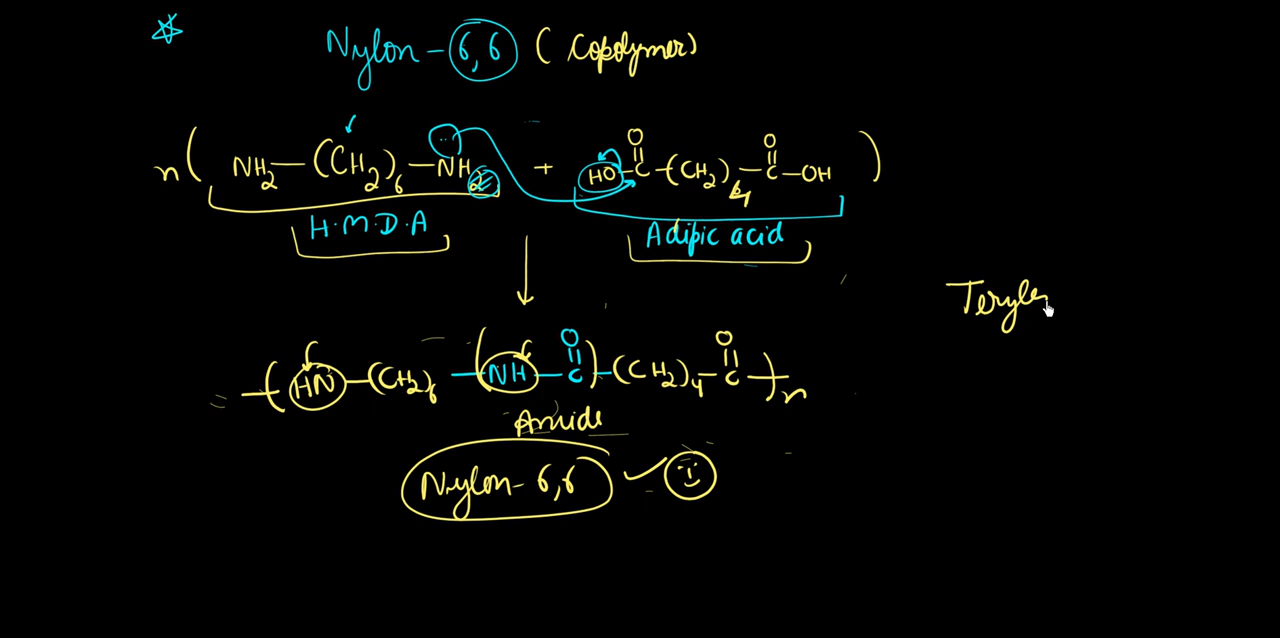 Nylon-6,6 (Copolymer)
n(NH2—(CH2)6—NH2 + HO-C(=O)-(CH2)4-C(=O)-OH)
H.M.D.A
Adipic acid
Teryle
(HN-(CH2)6-(NH-C(=O))-(CH2)4-C(=O))n
Amide
Nylon-6,6